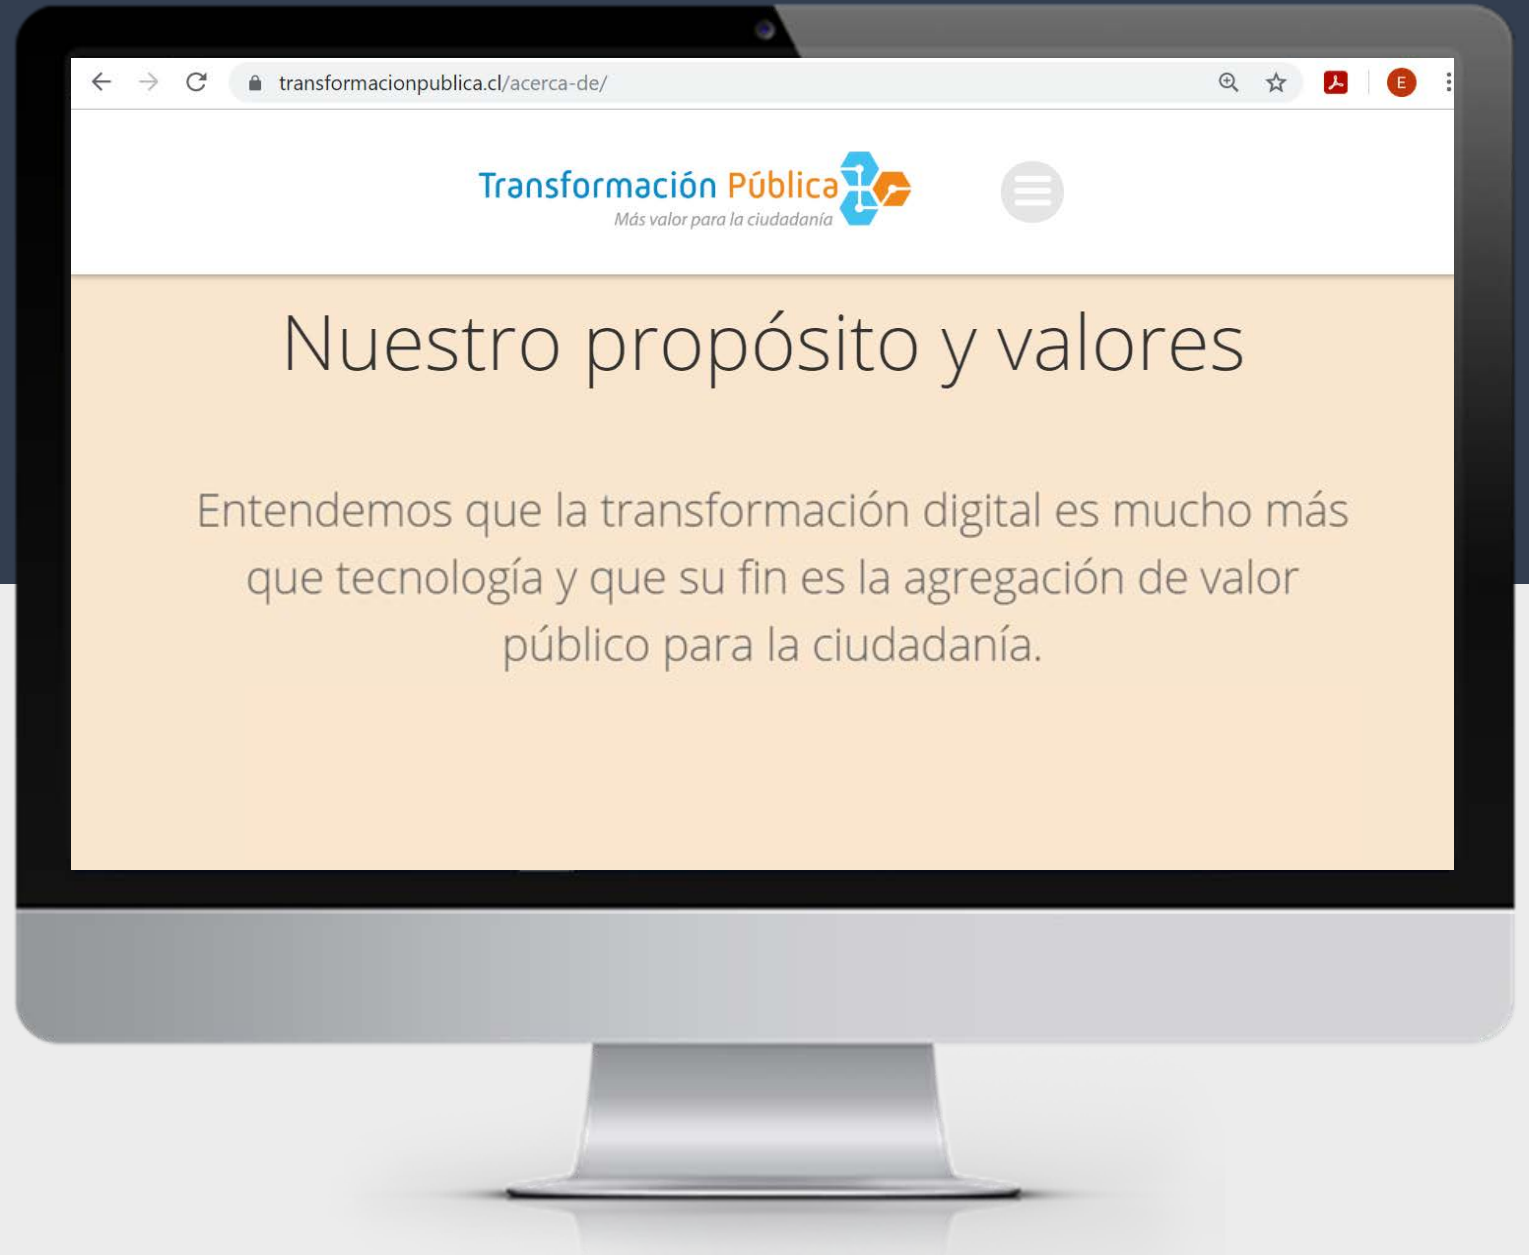 transformacionpublica.cl/acerca-de/
E
Transformación Pública
Más valor para la ciudadanía
Nuestro propósito y valores
Entendemos que la transformación digital es mucho más
que tecnología y que su fin es la agregación de valor
público para la ciudadanía.